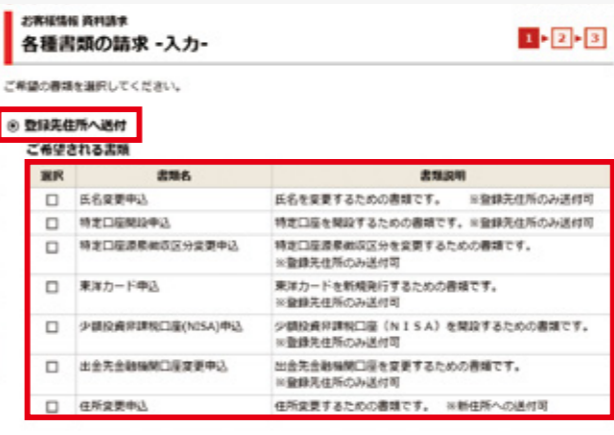 お客様情報 資料請求
各種書類の請求 -入力-
1 2 3
ご希望の書類を選択してください。
登録先住所へ送付
ご希望される書類
選択 書類名 書類説明
氏名変更申込 氏名を変更するための書類です。 ※登録先住所のみ送付可
特定口座開設申込 特定口座を開設するための書類です。※登録先住所のみ送付可
特定口座源泉徴収区分変更申込 特定口座源泉徴収区分を変更するための書類です。
※登録先住所のみ送付可
東洋カード申込 東洋カードを新規発行するための書類です。
※登録先住所のみ送付可
少額投資非課税口座(NISA)申込 少額投資非課税口座（ＮＩＳＡ）を開設するための書類です。
※登録先住所のみ送付可
出金先金融機関口座変更申込 出金先金融機関口座を変更するための書類です。
※登録先住所のみ送付可
住所変更申込 住所変更するための書類です。 ※新住所への送付可